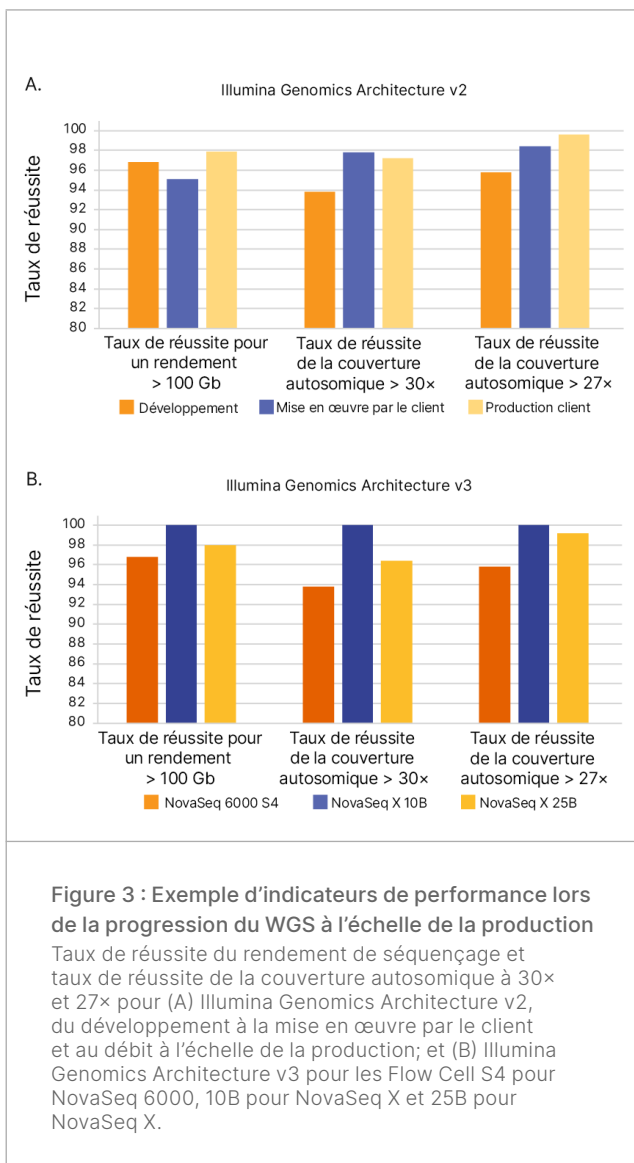 A.
Illumina Genomics Architecture v2
Taux de réussite
100
98
96
94
90
88
86
84
82
80
Taux de réussite pour
un rendement
> 100 Gb
Taux de réussite
de la couverture
autosomique > 30×
Taux de réussite
de la couverture
autosomique > 27×
Développement
Mise en œuvre par le client
Production client
B.
Illumina Genomics Architecture v3
Taux de réussite
100
98
96
94
92
90
88
86
84
82
80
Taux de réussite pour
un rendement
> 100 Gb
Taux de réussite
de la couverture
autosomique > 30×
Taux de réussite
de la couverture
autosomique > 27×
NovaSeq 6000 S4
NovaSeq X 10B
NovaSeq X 25B
Figure 3 : Exemple d’indicateurs de performance lors
de la progression du WGS à l’échelle de la production
Taux de réussite du rendement de séquençage et
taux de réussite de la couverture autosomique à 30×
et 27× pour (A) Illumina Genomics Architecture v2,
du développement à la mise en œuvre par le client
et au débit à l’échelle de la production; et (B) Illumina
Genomics Architecture v3 pour les Flow Cell S4 pour
NovaSeq 6000, 10B pour NovaSeq X et 25B pour
NovaSeq X.